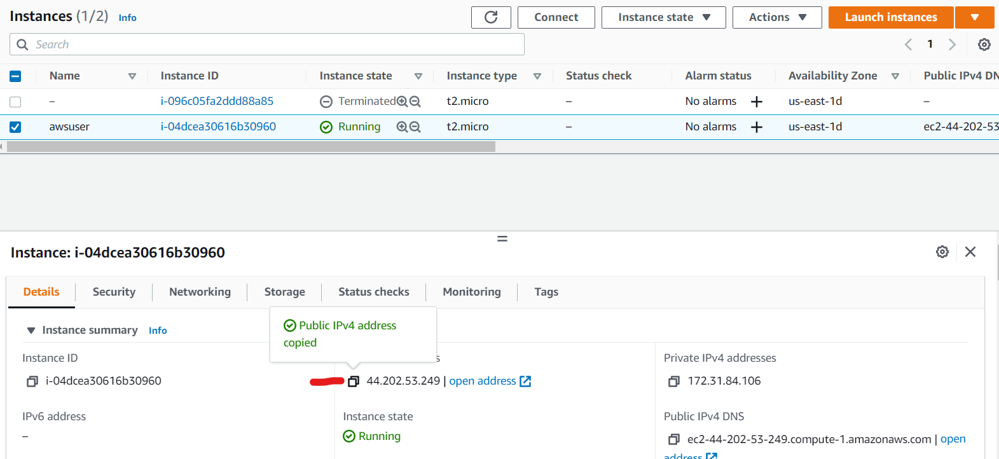 Instances (1/2) Info
Connect
Instance state
Actions
Launch instances
Search
1
Name Instance ID Instance state Instance type Status check Alarm status Availability Zone Public IPv4 DN
– i-096c05fa2ddd88a85 Terminated t2.micro – No alarms + us-east-1d –
awsuser i-04dcea30616b30960 Running t2.micro – No alarms + us-east-1d ec2-44-202-53
Instance: i-04dcea30616b30960
Details Security Networking Storage Status checks Monitoring Tags
Public IPv4 address
copied
Instance summary Info
Instance ID s Private IPv4 addresses
i-04dcea30616b30960 44.202.53.249 | open address 172.31.84.106
IPv6 address Instance state Public IPv4 DNS
– Running ec2-44-202-53-249.compute-1.amazonaws.com | open
address